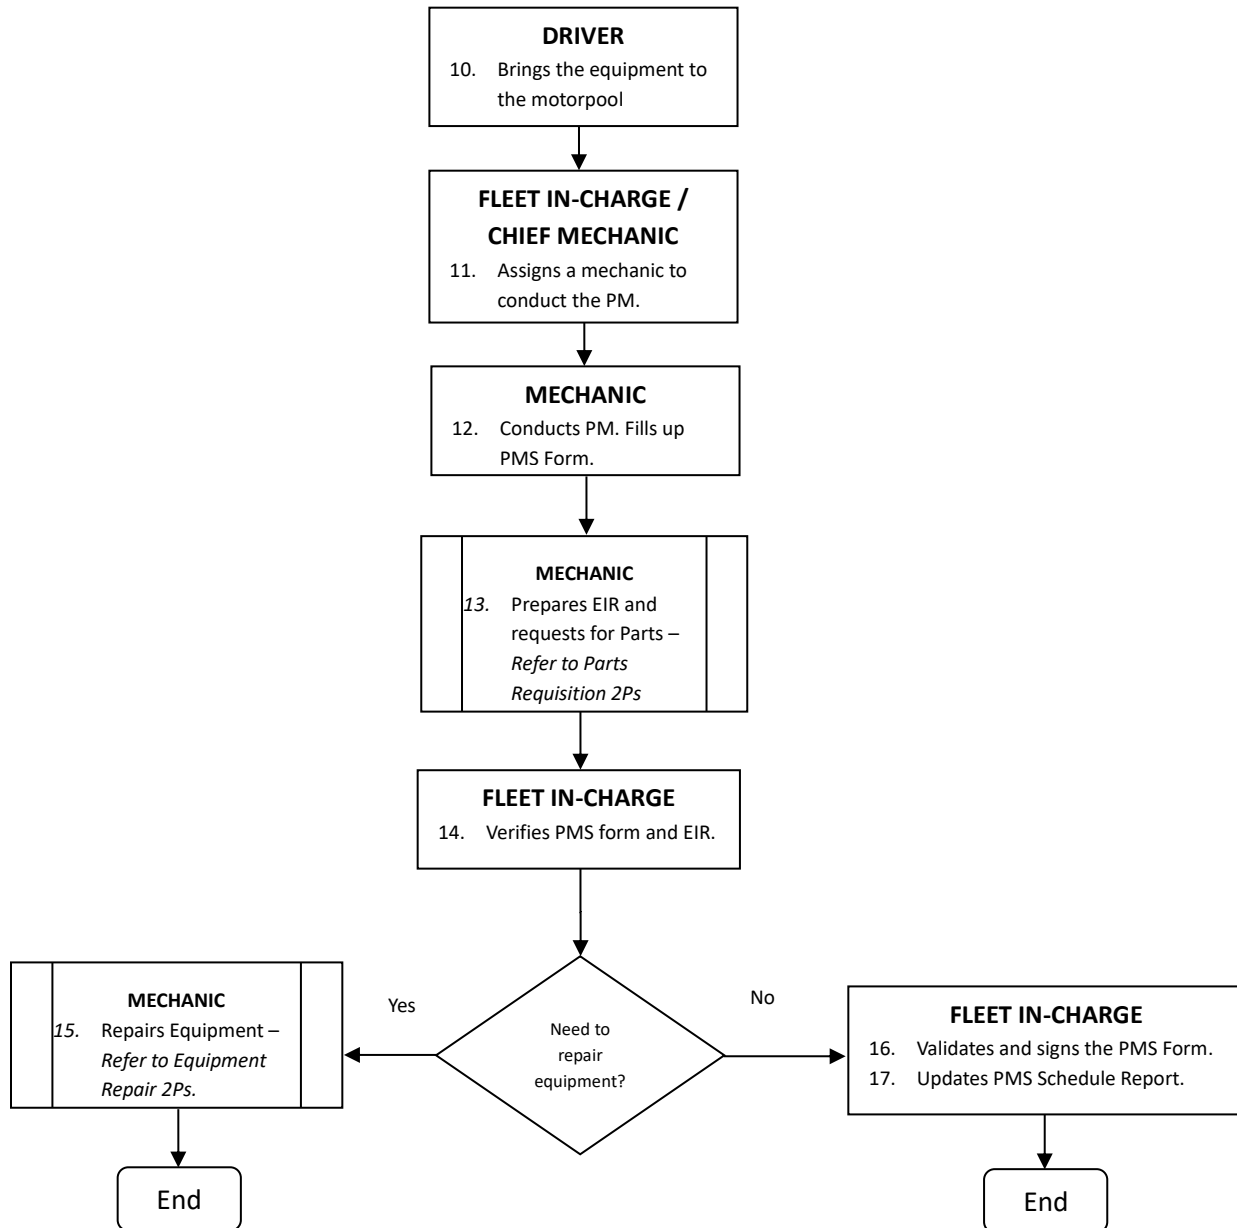 DRIVER
10. Brings the equipment to
the motorpool
FLEET IN-CHARGE /
CHIEF MECHANIC
11. Assigns a mechanic to
conduct the PM.
MECHANIC
12. Conducts PM. Fills up
PMS Form.
MECHANIC
13. Prepares EIR and
requests for Parts –
Refer to Parts
Requisition 2Ps
FLEET IN-CHARGE
14. Verifies PMS form and EIR.
MECHANIC
15. Repairs Equipment –
Refer to Equipment
Repair 2Ps.
Yes
Need to
repair
equipment?
No
FLEET IN-CHARGE
16. Validates and signs the PMS Form.
17. Updates PMS Schedule Report.
End
End